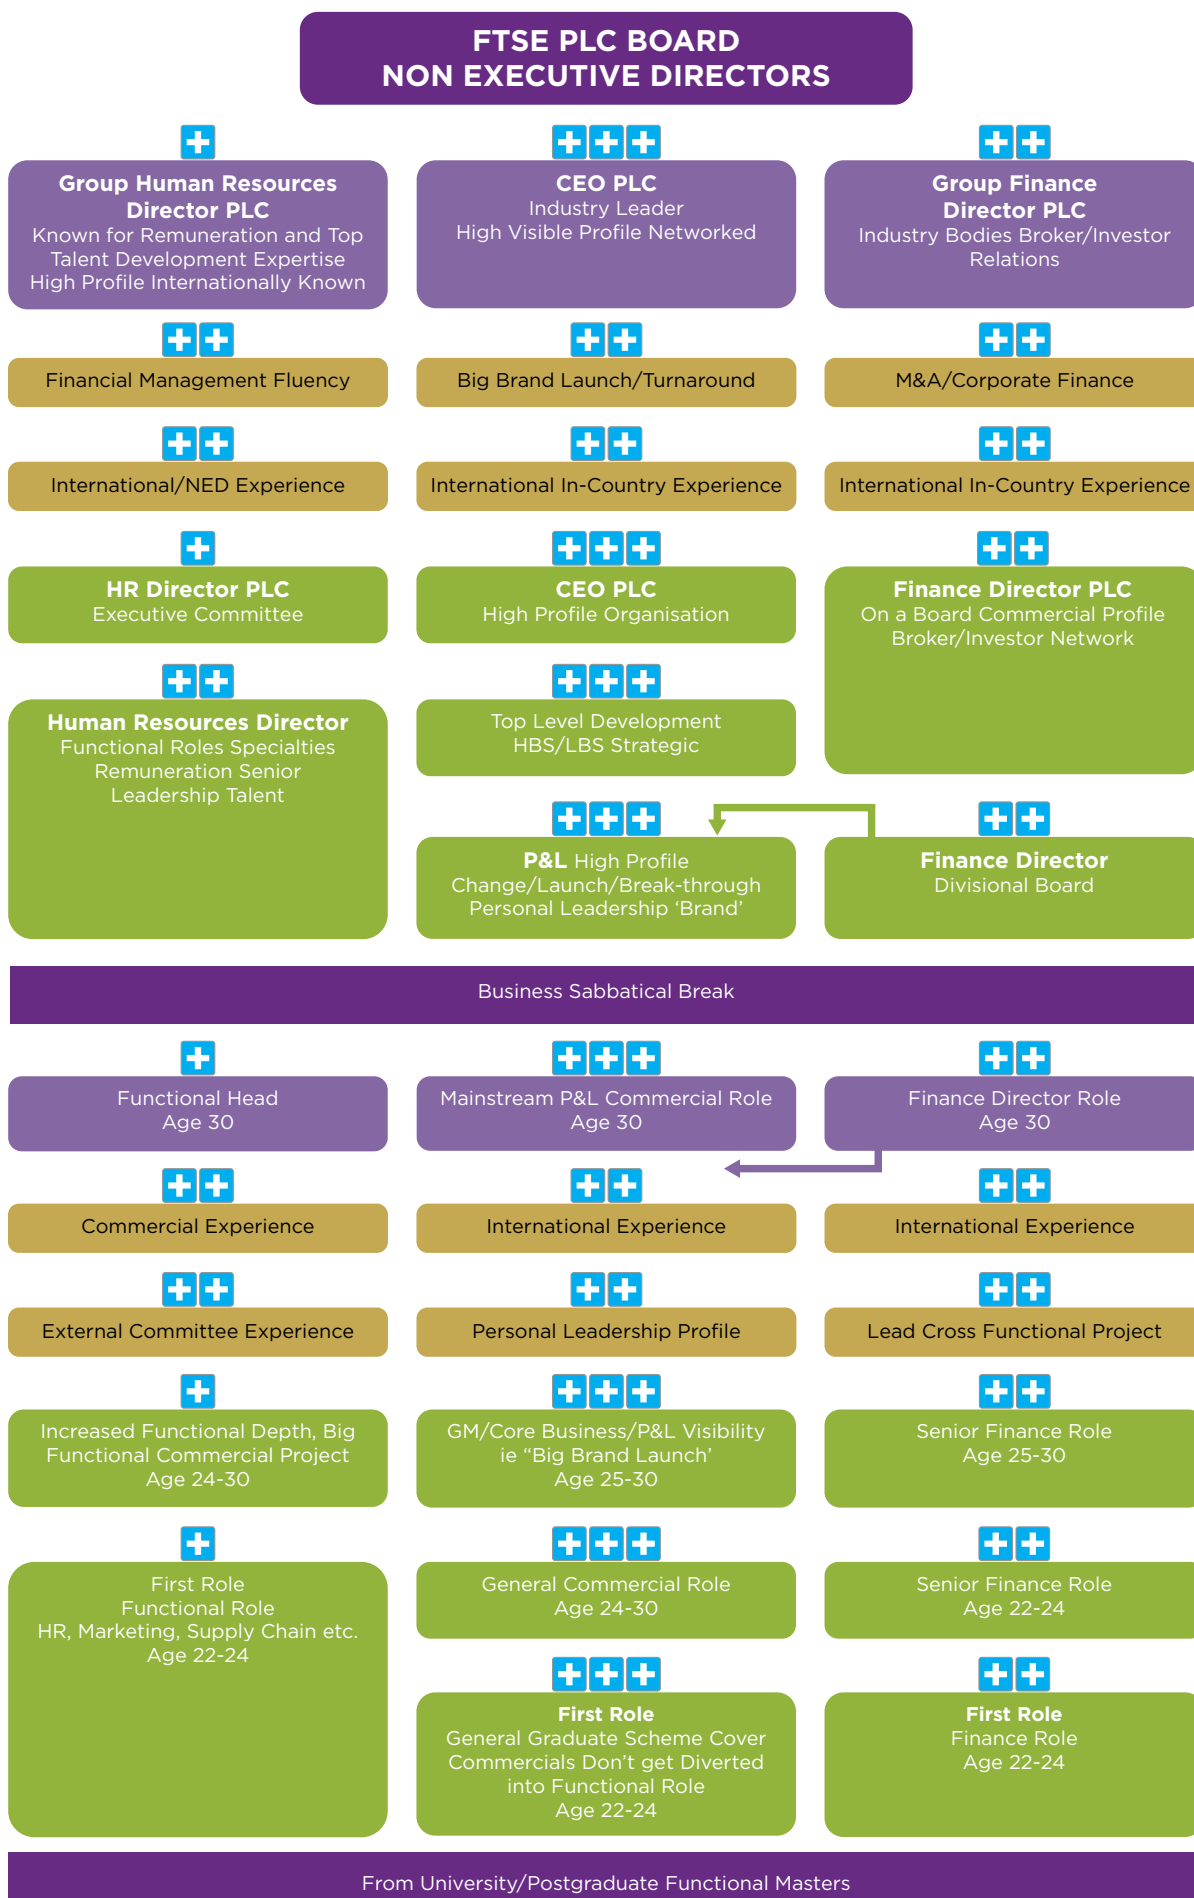 FTSE PLC BOARD
NON EXECUTIVE DIRECTORS
Group Human Resources
Director PLC
Known for Remuneration and Top
Talent Development Expertise
High Profile Internationally Known
CEO PLC
Industry Leader
High Visible Profile Networked
Group Finance
Director PLC
Industry Bodies Broker/Investor
Relations
Financial Management Fluency
Big Brand Launch/Turnaround
M&A/Corporate Finance
International/NED Experience
International In-Country Experience
International In-Country Experience
HR Director PLC
Executive Committee
CEO PLC
High Profile Organisation
Finance Director PLC
On a Board Commercial Profile
Broker/Investor Network
Human Resources Director
Functional Roles Specialties
Remuneration Senior
Leadership Talent
Top Level Development
HBS/LBS Strategic
P&L High Profile
Change/Launch/Break-through
Personal Leadership ‘Brand’
Finance Director
Divisional Board
Business Sabbatical Break
Functional Head
Age 30
Mainstream P&L Commercial Role
Age 30
Finance Director Role
Age 30
Commercial Experience
International Experience
International Experience
External Committee Experience
Personal Leadership Profile
Lead Cross Functional Project
Increased Functional Depth, Big
Functional Commercial Project
Age 24-30
GM/Core Business/P&L Visibility
ie “Big Brand Launch’
Age 25-30
Senior Finance Role
Age 25-30
First Role
Functional Role
HR, Marketing, Supply Chain etc.
Age 22-24
General Commercial Role
Age 24-30
Senior Finance Role
Age 22-24
First Role
General Graduate Scheme Cover
Commercials Don’t get Diverted
into Functional Role
Age 22-24
First Role
Finance Role
Age 22-24
From University/Postgraduate Functional Masters